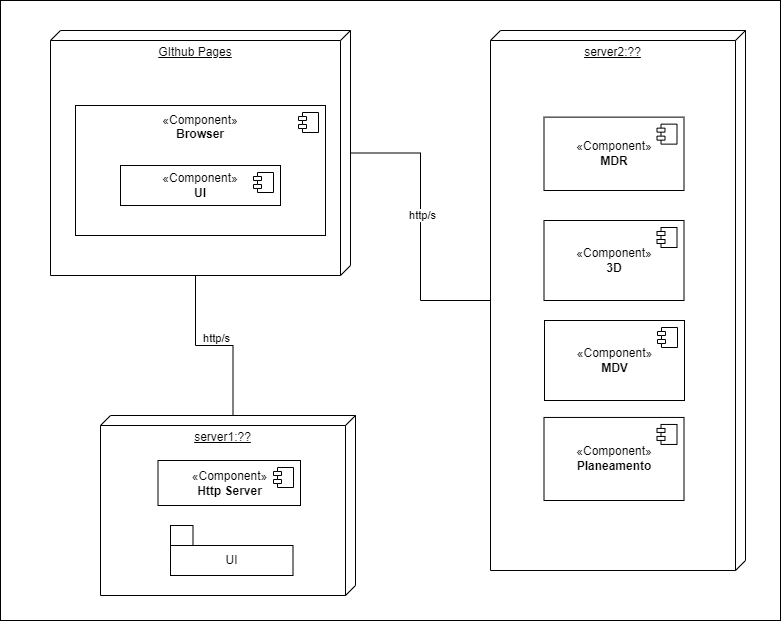 GIthub Pages
«Component»
Browser
«Component»
UI
http/s
http/s
server1:??
«Component»
Http Server
UI
server2:??
«Component»
MDR
«Component»
3D
«Component»
MDV
«Component»
Planeamento